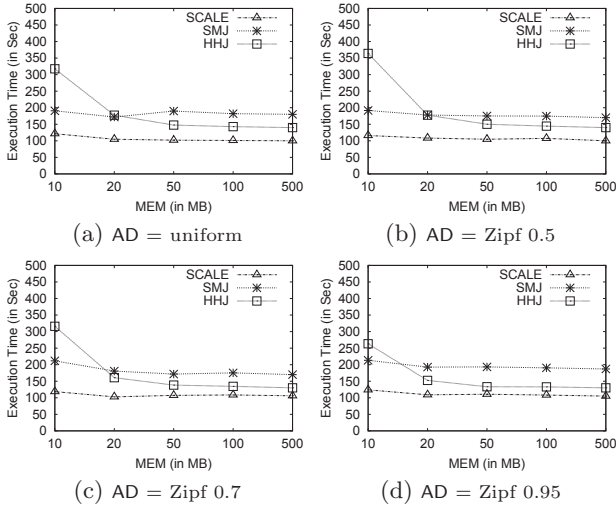 SCALE
SMJ
HHJ
Execution Time (in Sec)
500
450
400
350
300
250
200
150
100
50
0
10 20 50 100 500
MEM (in MB)
(a) AD = uniform
SCALE
SMJ
HHJ
Execution Time (in Sec)
500
450
400
350
300
250
200
150
100
50
0
10 20 50 100 500
MEM (in MB)
(b) AD = Zipf 0.5
SCALE
SMJ
HHJ
Execution Time (in Sec)
500
450
400
350
300
250
200
150
100
50
0
10 20 50 100 500
MEM (in MB)
(c) AD = Zipf 0.7
SCALE
SMJ
HHJ
Execution Time (in Sec)
500
450
400
350
300
250
200
150
100
50
0
10 20 50 100 500
MEM (in MB)
(d) AD = Zipf 0.95